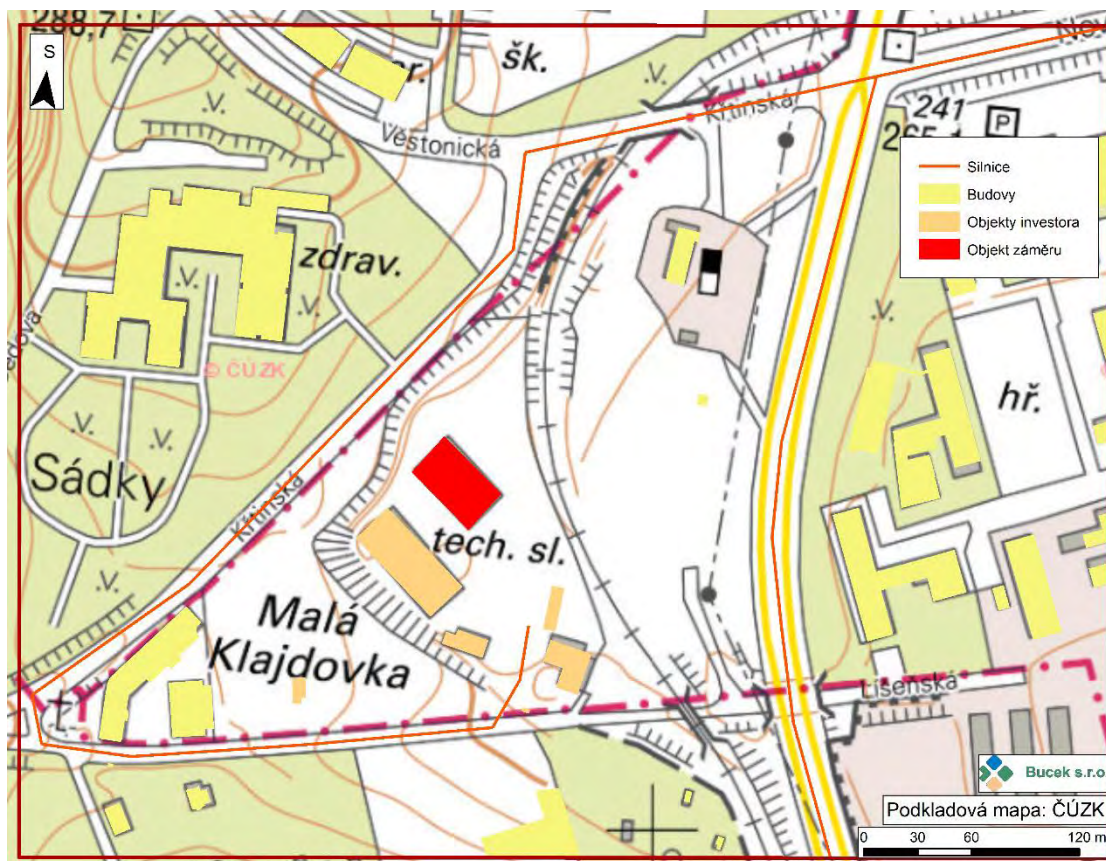 288,7
S
šk.
Věstonická
Křtinská
241
P
Silnice
Budovy
Objekty investora
Objekt záměru
.V.
.V.
.V.
.V.
zdrav.
© ČÚZK
.V.
.V.
hř.
Sádky
Křtinská
.V.
tech. sl.
Malá
Klajdovka
Líšeňská
t
Bucek s.r.o
Podkladová mapa: ČÚZK
0 30 60 120 m